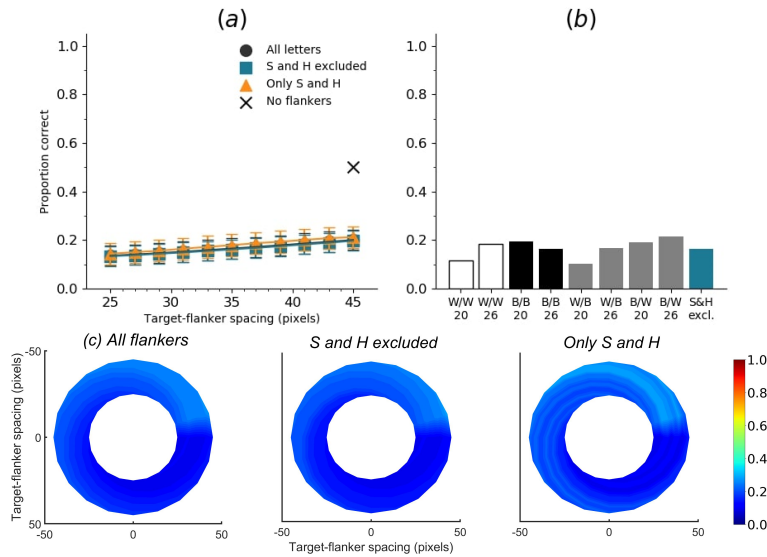 (a)
1.0
0.8
0.6
0.4
0.2
0.0
Proportion correct
All letters
S and H excluded
Only S and H
No flankers
25 30 35 40 45
Target-flanker spacing (pixels)
(b)
1.0
0.8
0.6
0.4
0.2
0.0
W/W W/W B/B B/B W/B W/B B/W B/W S&H
20 26 20 26 20 26 20 26 excl.
(c) All flankers
S and H excluded
Only S and H
-50
0
50
Target-flanker spacing (pixels)
-50 0 50
-50 0 50
-50 0 50
Target-flanker spacing (pixels)
1.0
0.8
0.6
0.4
0.2
0.0